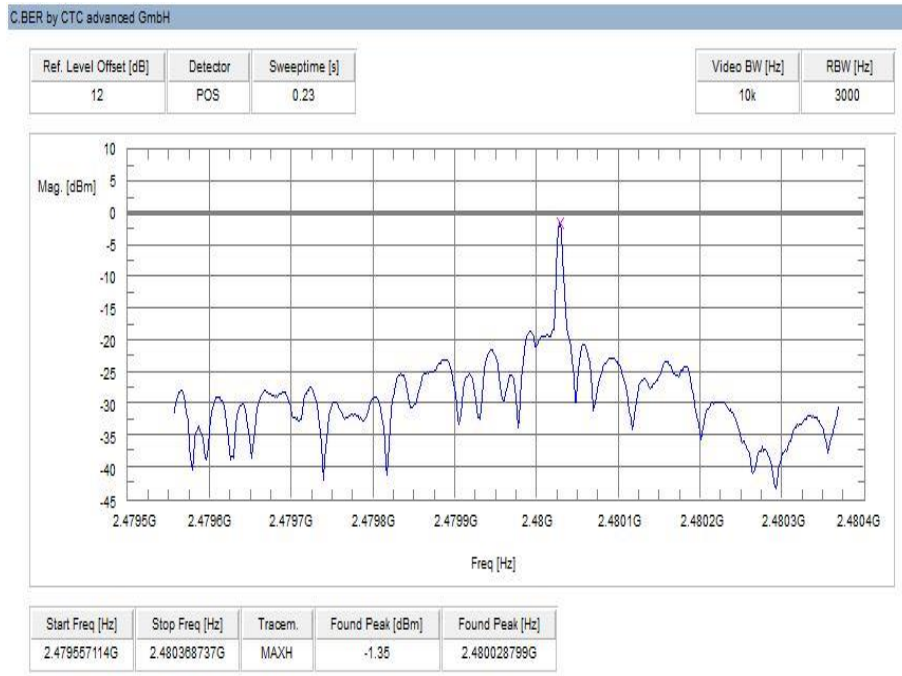 C.BER by CTC advanced GmbH
Ref. Level Offset [dB] Detector Sweeptime [s] Video BW [Hz] RBW [Hz]
12 POS 0.23 10k 3000
10
Mag. [dBm] 5
0
-5
-10
-15
-20
-25
-30
-35
-40
-45
2.4795G 2.4796G 2.4797G 2.4798G 2.4799G 2.48G 2.4801G 2.4802G 2.4803G 2.4804G
Freq [Hz]
Start Freq [Hz] Stop Freq [Hz] Tracem. Found Peak [dBm] Found Peak [Hz]
2.479557114G 2.480368737G MAXH -1.35 2.480028799G